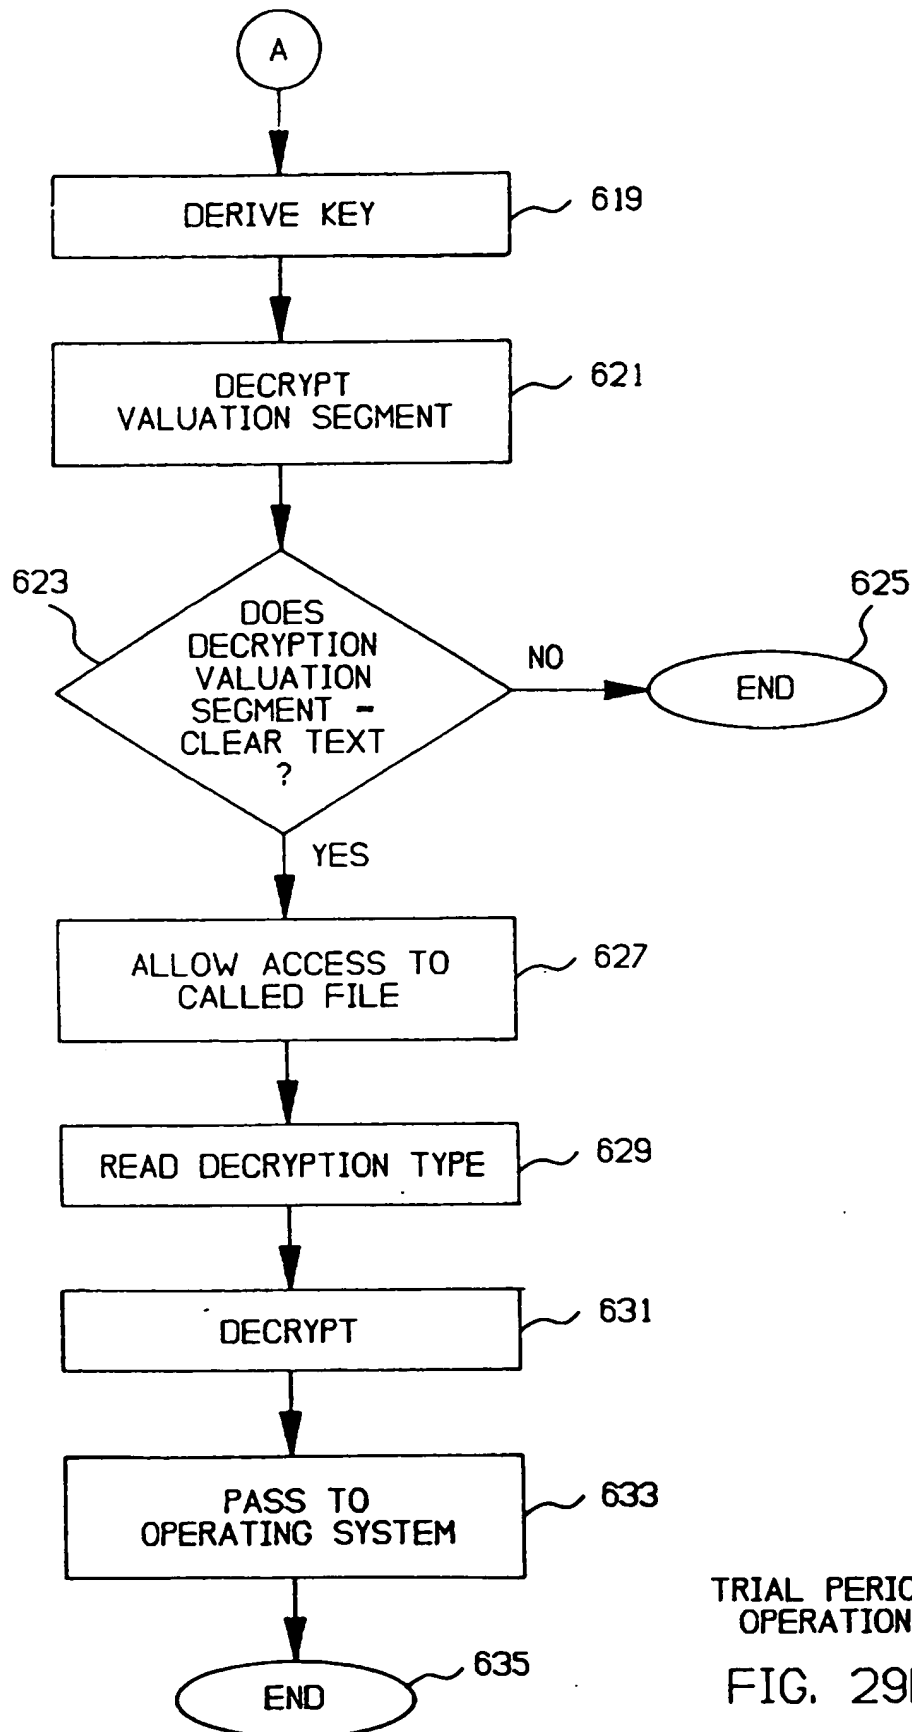 A
DERIVE KEY
619
DECRYPT
VALUATION SEGMENT
621
623
DOES
DECRYPTION
VALUATION
SEGMENT -
CLEAR TEXT
?
NO
625
END
YES
ALLOW ACCESS TO
CALLED FILE
627
READ DECRYPTION TYPE
629
DECRYPT
631
PASS TO
OPERATING SYSTEM
633
TRIAL
OPERATION
END
635
FIG. 29